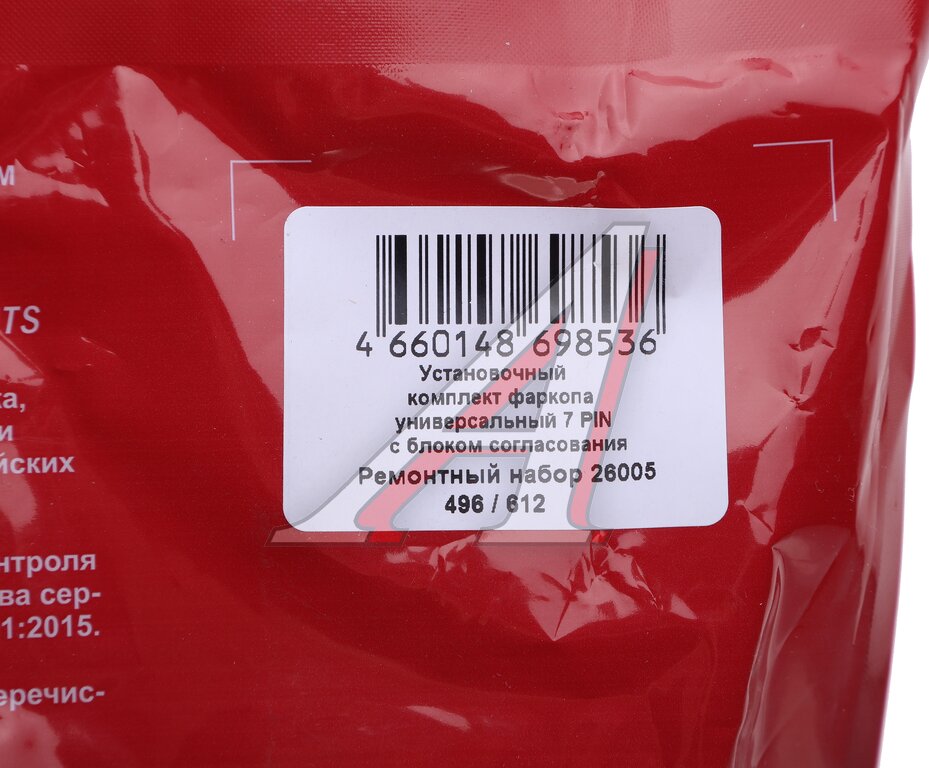 м
TS
ка,
и
йских
нтроля
ва сер-
1:2015.
еречис-
4 660148 698536
Установочный
комплект фаркопа
универсальный 7 PIN
с блоком согласования
Ремонтный набор 26005
496 / 612